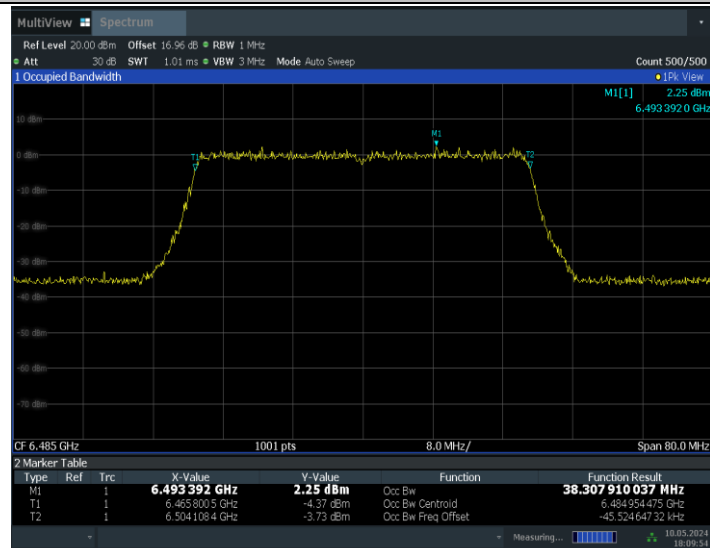 MultiView Spectrum
Ref Level 20.00 dBm Offset 16.96 dB RBW 1 MHz
Att 30 dB SWT 1.01 ms VBW 3 MHz Mode Auto Sweep Count 500/500
1 Occupied Bandwidth 1Pk View
M1[1] 2.25 dBm
6.493 392 0 GHz
10 dBm
M1
0 dBm
T1
T2
-10 dBm
-20 dBm
-30 dBm
-40 dBm
-50 dBm
-60 dBm
-70 dBm
CF 6.485 GHz 1001 pts 8.0 MHz/ Span 80.0 MHz
2 Marker Table
Type Ref Trc X-Value Y-Value Function Function Result
M1 1 6.493 392 GHz 2.25 dBm Occ Bw 38.307 910 037 MHz
T1 1 6.465 800 5 GHz -4.37 dBm Occ Bw Centroid 6.484 954 475 GHz
T2 1 6.504 108 4 GHz -3.73 dBm Occ Bw Freq Offset -45.524 647 32 kHz
Measuring... 10.05.2024
18:09:54